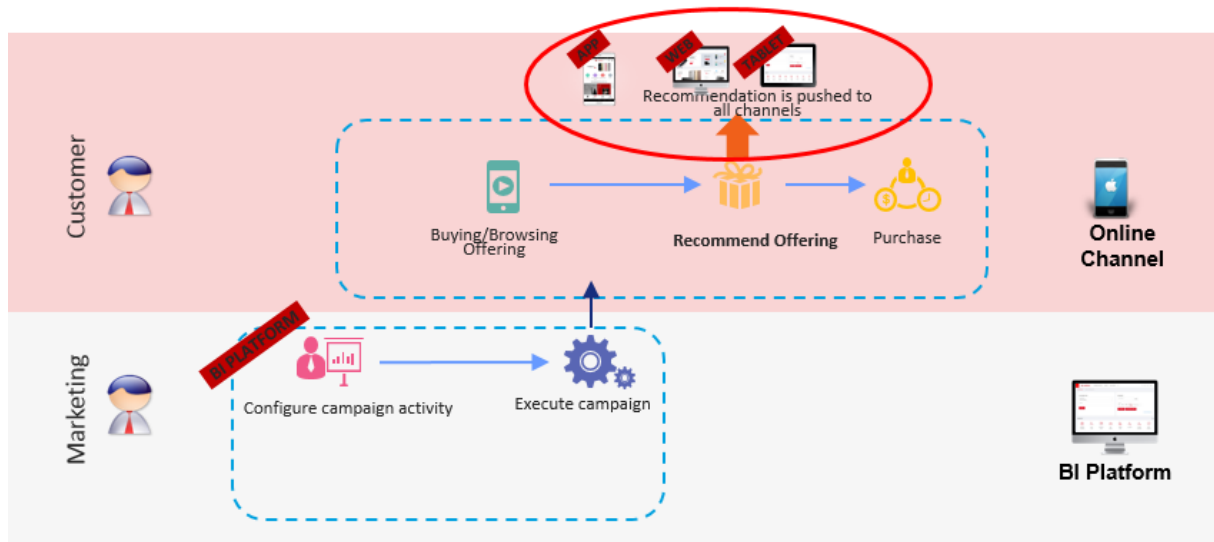 APP
WEB
TABLET
Recommendation is pushed to
all channels
Customer
Buying/Browsing
Offering
Recommend Offering
Purchase
Online
Channel
BI PLATFORM
Marketing
Configure campaign activity
Execute campaign
BI Platform